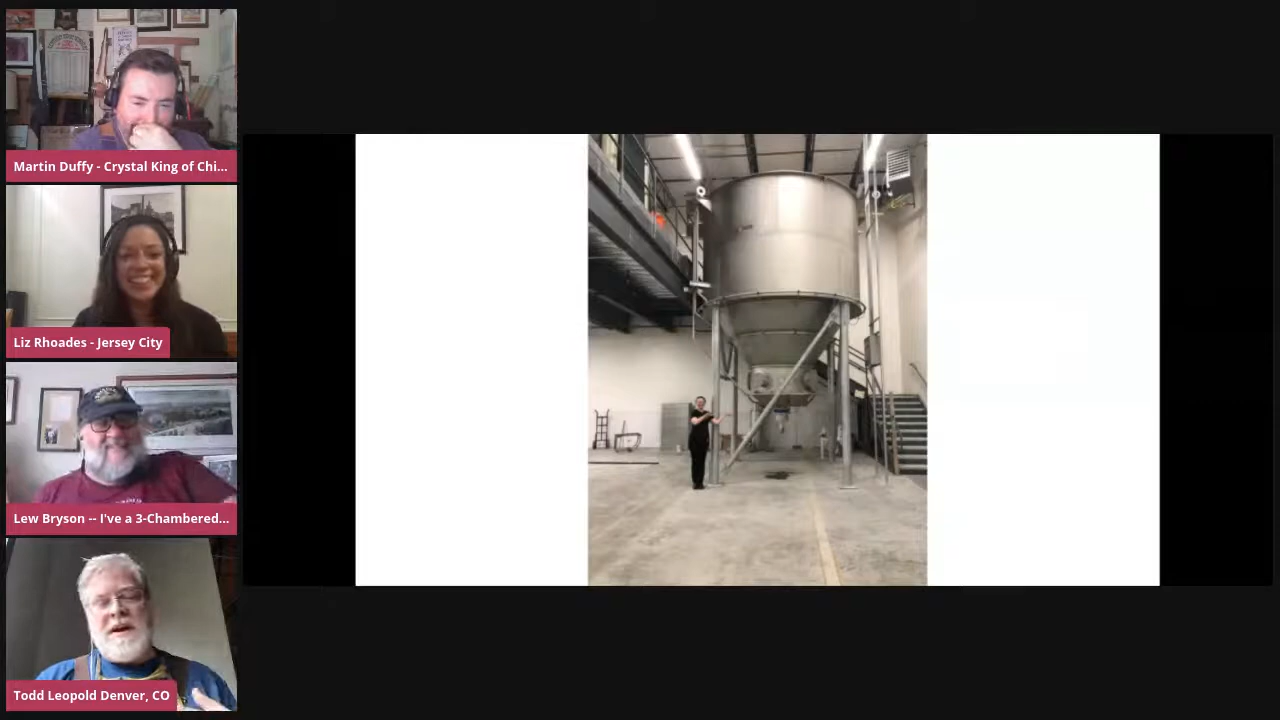 Martin Duffy - Crystal King of Chi...
Liz Rhoades - Jersey City
Lew Bryson -- I've a 3-Chambered...
Todd Leopold Denver, CO